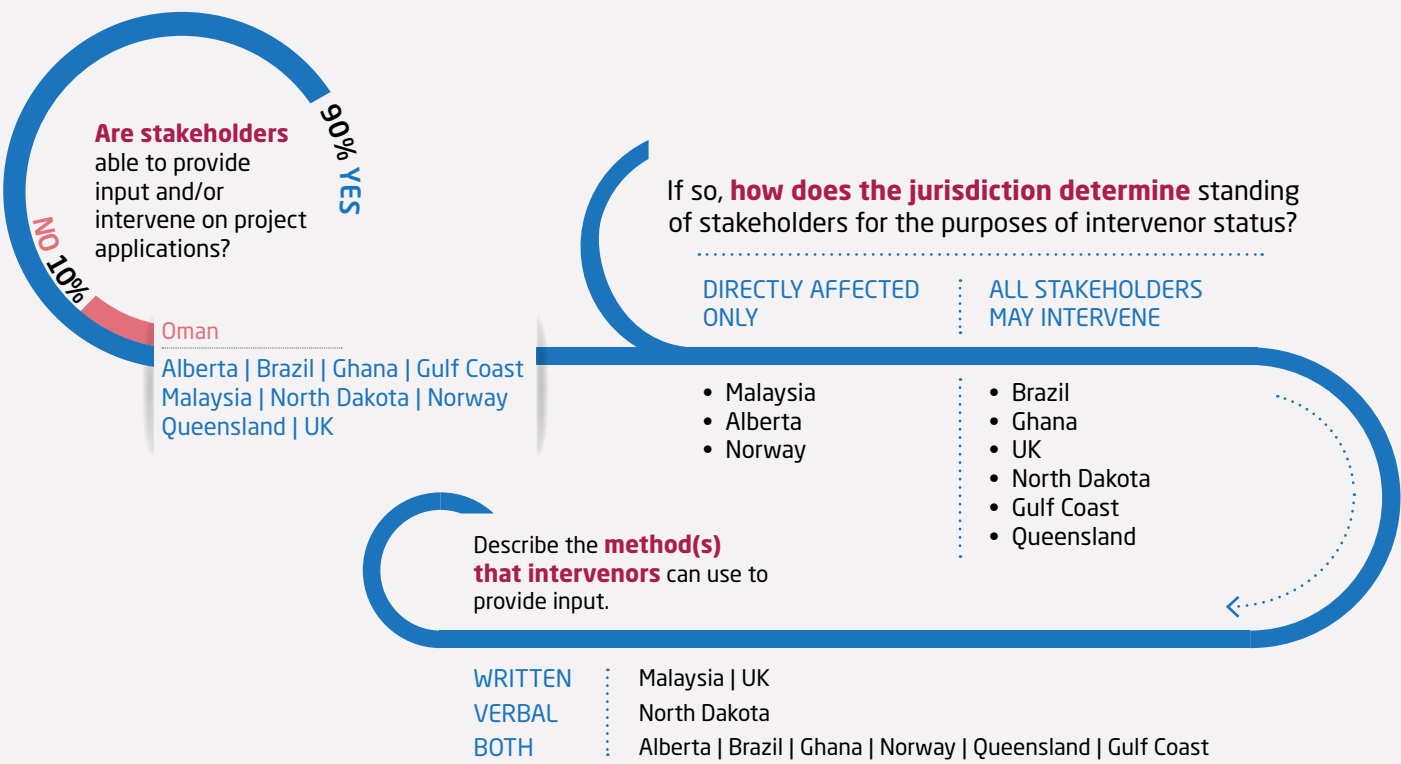 Are stakeholders
able to provide
input and/or
intervene on project
applications?
90% YES
NO 10%
Oman
Alberta | Brazil | Ghana | Gulf Coast
Malaysia | North Dakota | Norway
Queensland | UK
If so, how does the jurisdiction determine standing
of stakeholders for the purposes of intervenor status?
DIRECTLY AFFECTED
ONLY
• Malaysia
• Alberta
• Norway
ALL STAKEHOLDERS
MAY INTERVENE
• Brazil
• Ghana
• UK
• North Dakota
• Gulf Coast
• Queensland
Describe the method(s)
that intervenors can use to
provide input.
WRITTEN Malaysia | UK
VERBAL North Dakota
BOTH Alberta | Brazil | Ghana | Norway | Queensland | Gulf Coast